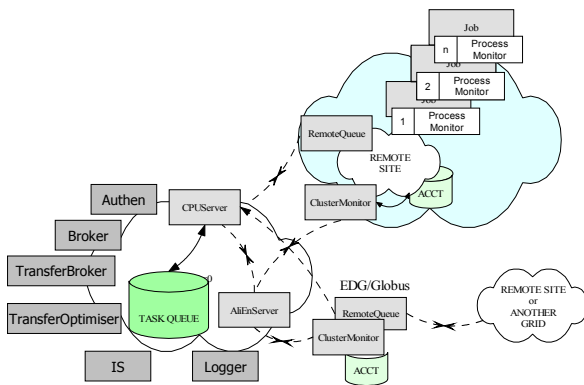 Job
n Process Monitor
Job
2 Process Monitor
Job
1 Process Monitor
RemoteQueue
REMOTE
SITE
ACCT
ClusterMonitor
Authen
CPUServer
Broker
TransferBroker
TransferOptimiser
TASK QUEUE
0
AliEnServer
IS
Logger
EDG/Globus
RemoteQueue
ClusterMonitor
ACCT
REMOTE SITE
or
ANOTHER
GRID